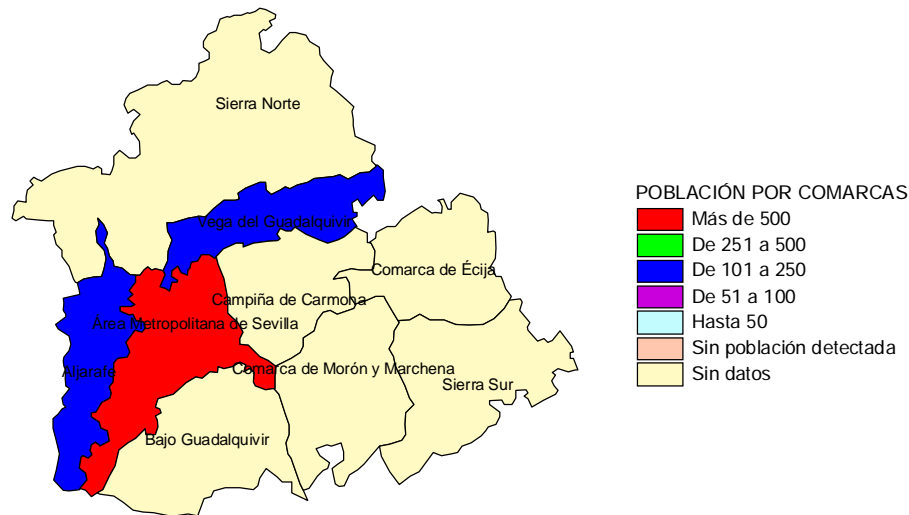 Sierra Norte
Vega del Guadalquivir
Comarca de Écija
Campiña de Carmona
Área Metropolitana de Sevilla
Aljarafe
Comarca de Morón y Marchena
Sierra Sur
Bajo Guadalquivir
POBLACIÓN POR COMARCAS
Más de 500
De 251 a 500
De 101 a 250
De 51 a 100
Hasta 50
Sin población detectada
Sin datos